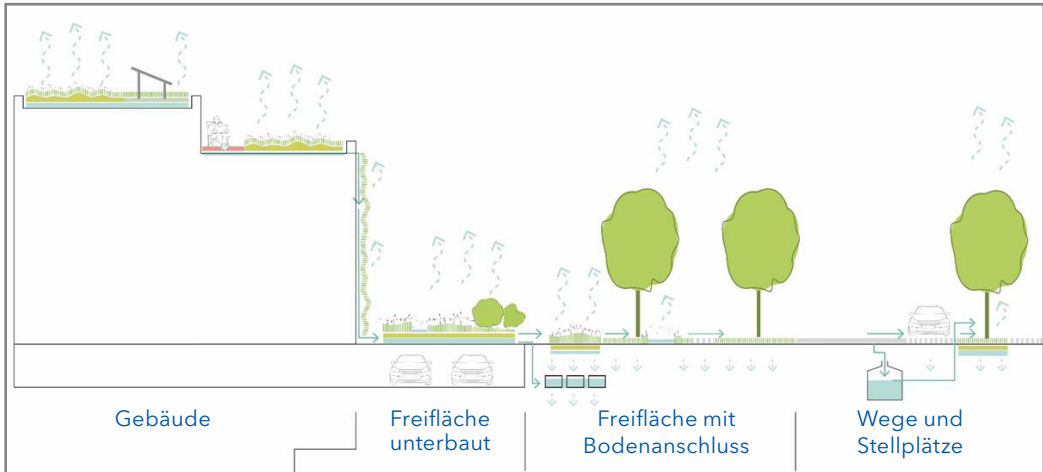 Gebäude
Freifläche
unterbaut
Freifläche mit
Bodenanschluss
Wege und
Stellplätze